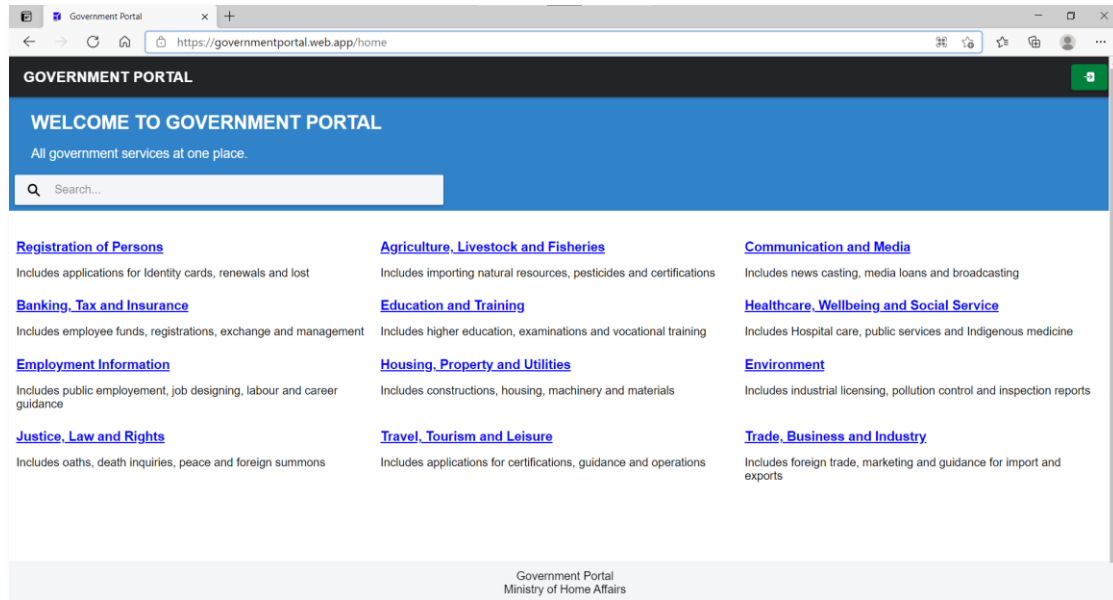 Government Portal
https://governmentportal.web.app/home
GOVERNMENT PORTAL
WELCOME TO GOVERNMENT PORTAL
All government services at one place.
Search...
Registration of Persons
Includes applications for Identity cards, renewals and lost
Agriculture, Livestock and Fisheries
Includes importing natural resources, pesticides and certifications
Communication and Media
Includes news casting, media loans and broadcasting
Banking, Tax and Insurance
Includes employee funds, registrations, exchange and management
Education and Training
Includes higher education, examinations and vocational training
Healthcare, Wellbeing and Social Service
Includes Hospital care, public services and Indigenous medicine
Employment Information
Includes public employement, job designing, labour and career
guidance
Housing, Property and Utilities
Includes constructions, housing, machinery and materials
Environment
Includes industrial licensing, pollution control and inspection reports
Justice, Law and Rights
Includes oaths, death inquiries, peace and foreign summons
Travel, Tourism and Leisure
Includes applications for certifications, guidance and operations
Trade, Business and Industry
Includes foreign trade, marketing and guidance for import and
exports
Government Portal
Ministry of Home Affairs